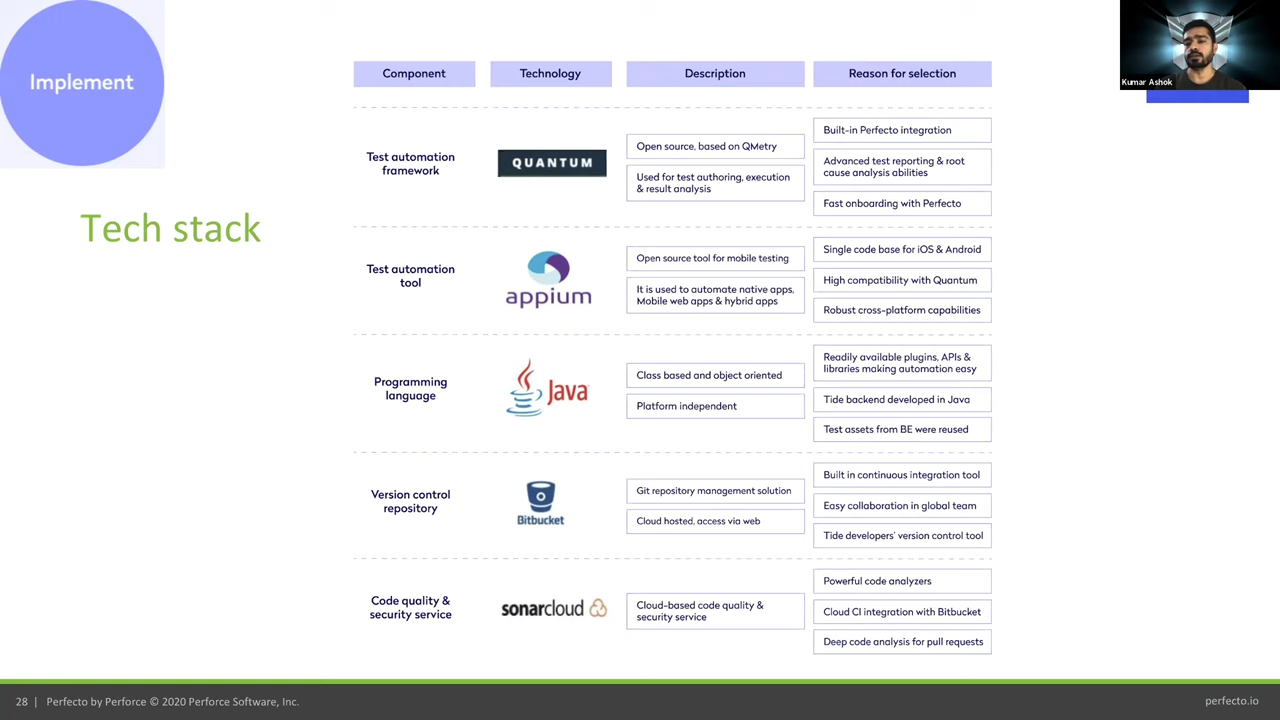 Implement
Tech stack
Kumar Ashok
Component
Technology
Description
Reason for selection
Test automation
framework
QUANTUM
Open source, based on QMetry
Used for test authoring, execution
& result analysis
Built-in Perfecto integration
Advanced test reporting & root
cause analysis abilities
Fast onboarding with Perfecto
Test automation
tool
appium
Open source tool for mobile testing
It is used to automate native apps,
Mobile web apps & hybrid apps
Single code base for iOS & Android
High compatibility with Quantum
Robust cross-platform capabilities
Programming
language
Java
Class based and object oriented
Platform independent
Readily available plugins, APIs &
libraries making automation easy
Tide backend developed in Java
Test assets from BE were reused
Version control
repository
Bitbucket
Git repository management solution
Cloud hosted, access via web
Built in continuous integration tool
Easy collaboration in global team
Tide developers' version control tool
Code quality &
security service
sonarcloud
Cloud-based code quality &
security service
Powerful code analyzers
Cloud CI integration with Bitbucket
Deep code analysis for pull requests
28 | Perfecto by Perforce © 2020 Perforce Software, Inc.
perfecto.io